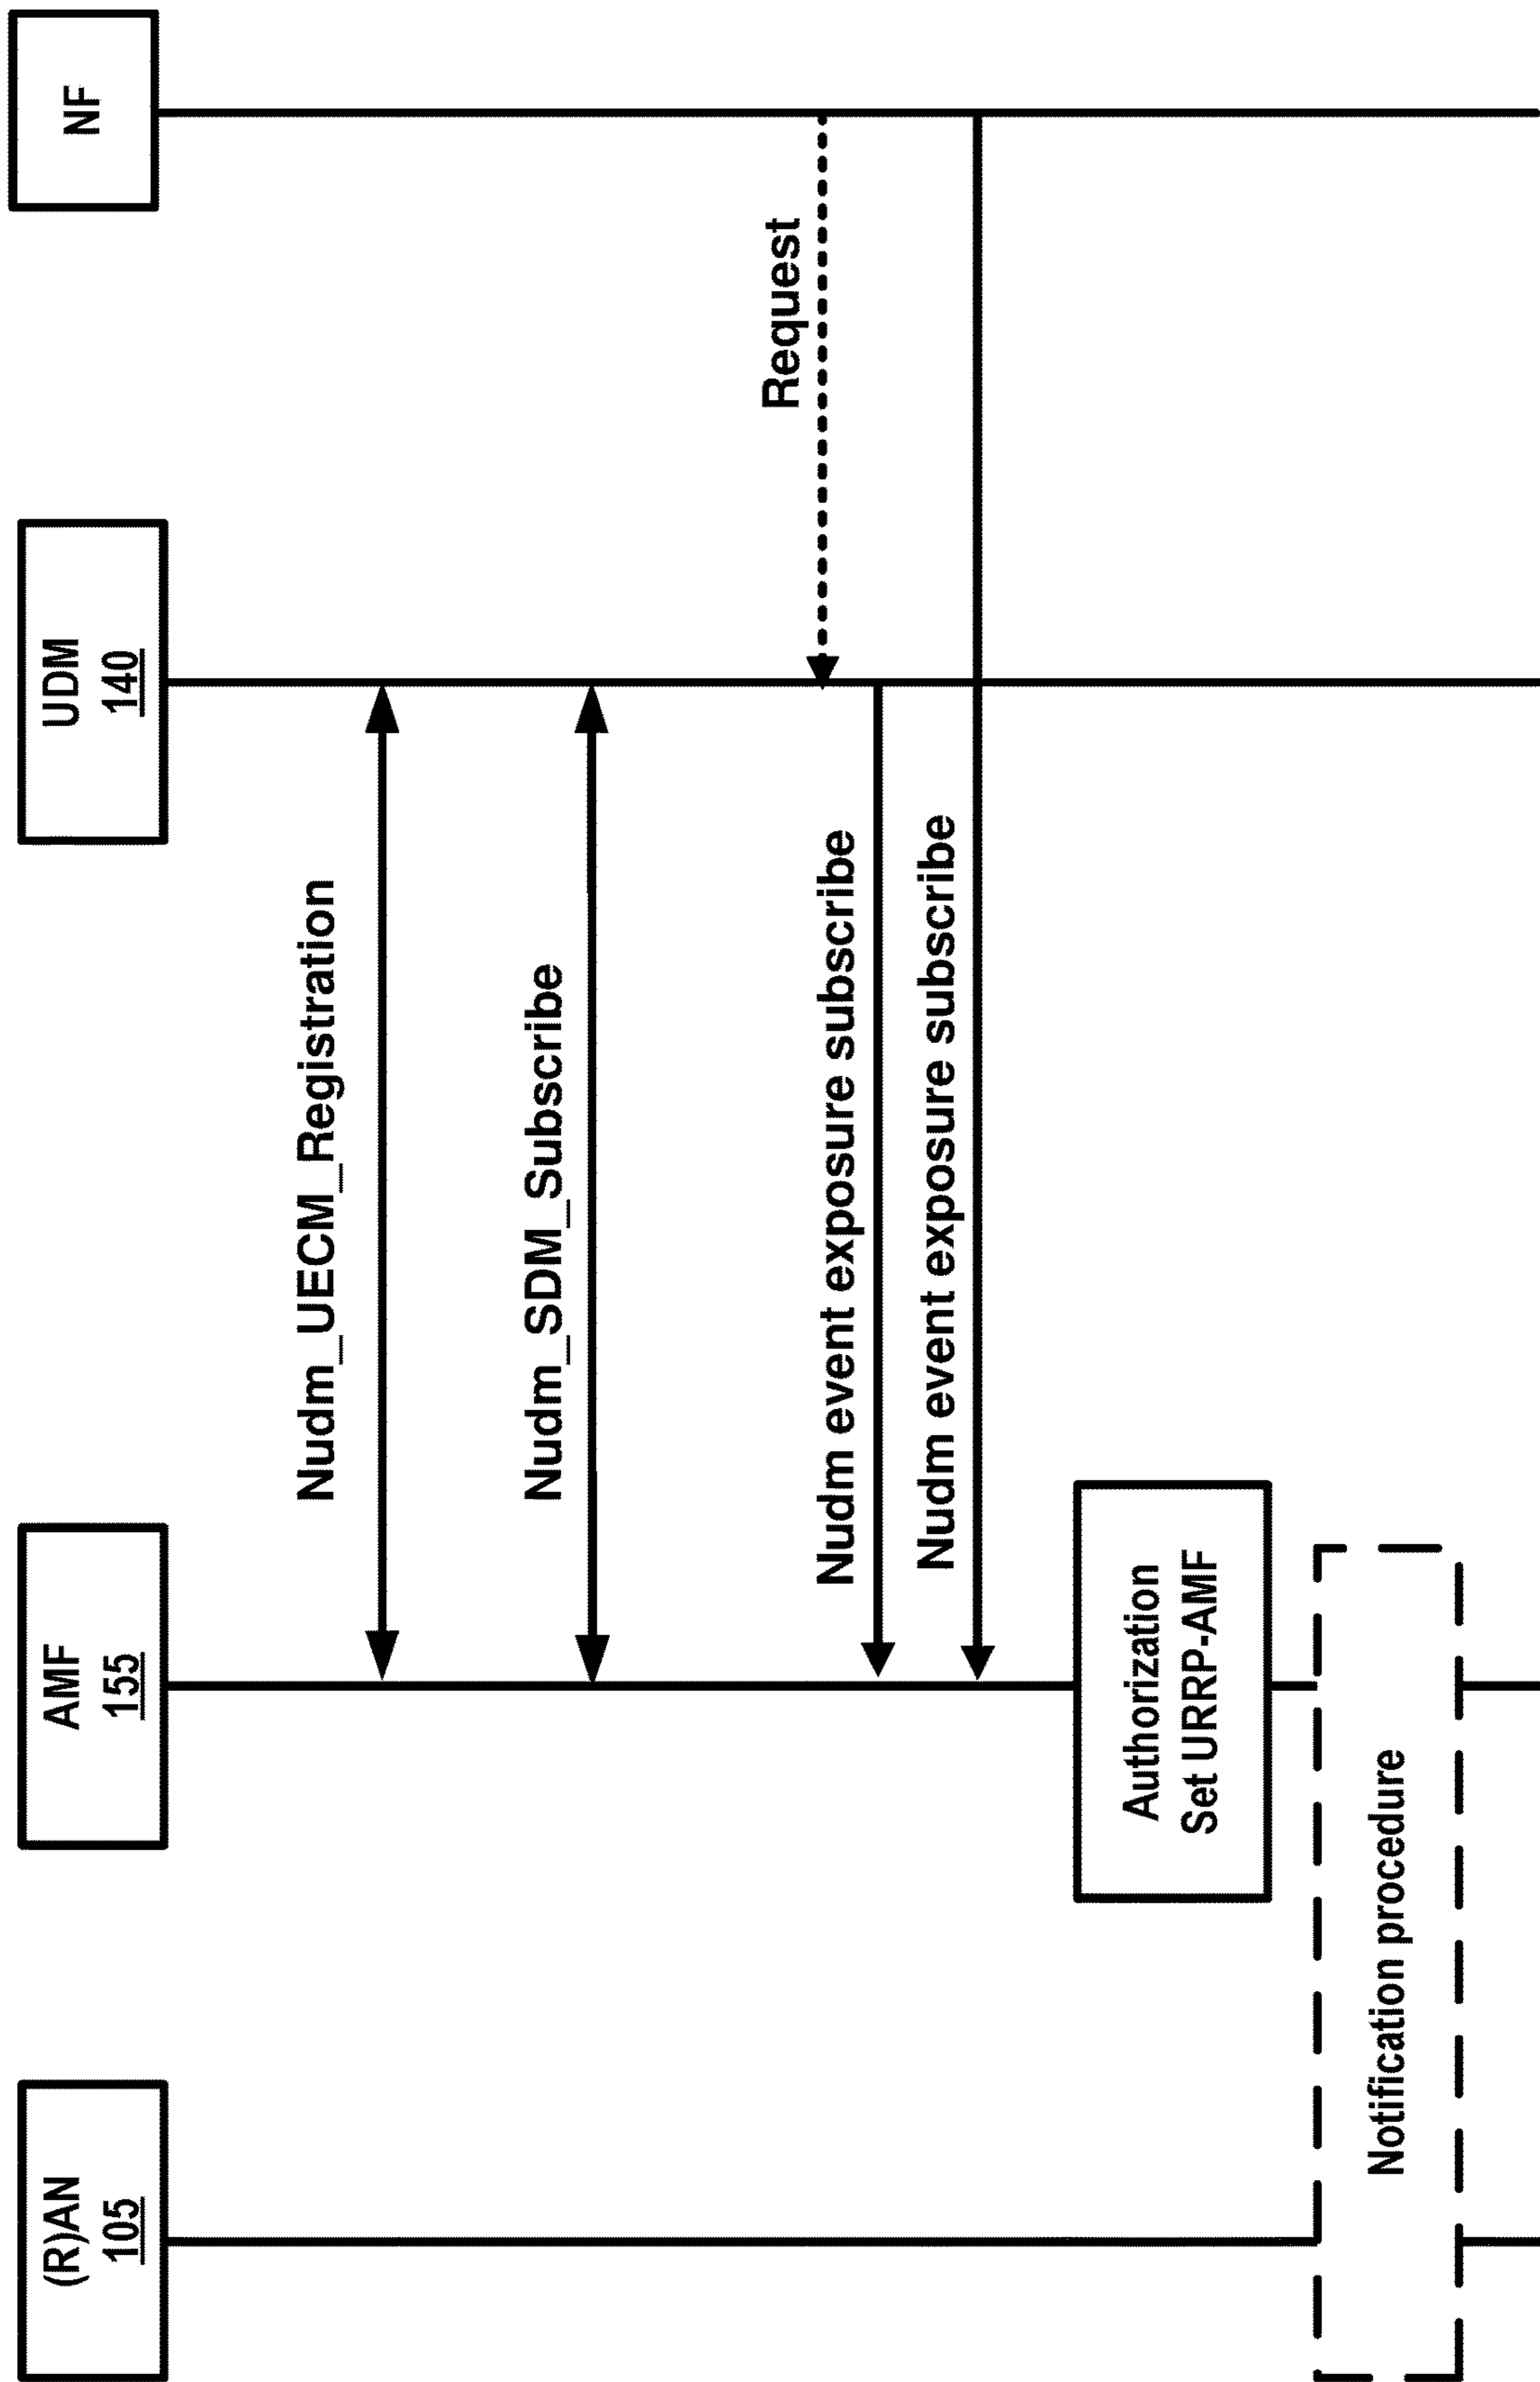 (R)AN
105
AMF
155
UDM
140
NF
Nudm_UECM_Registration
Nudm_SDM_Subscribe
Request
Nudm event exposure subscribe
Nudm event exposure subscribe
Authorization
Set URRP-AMF
Notification procedure